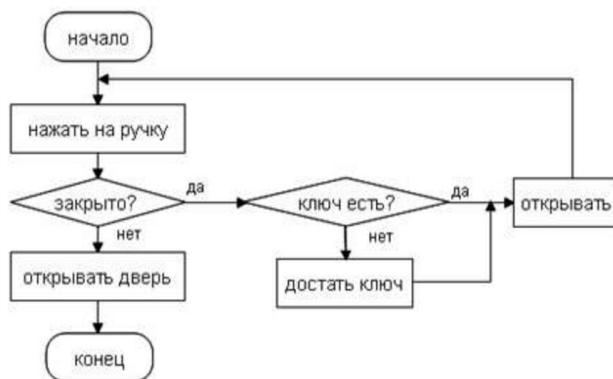 начало
нажать на ручку
закрыто?
да
ключ есть?
да
открывать
нет
нет
открывать дверь
достать ключ
конец